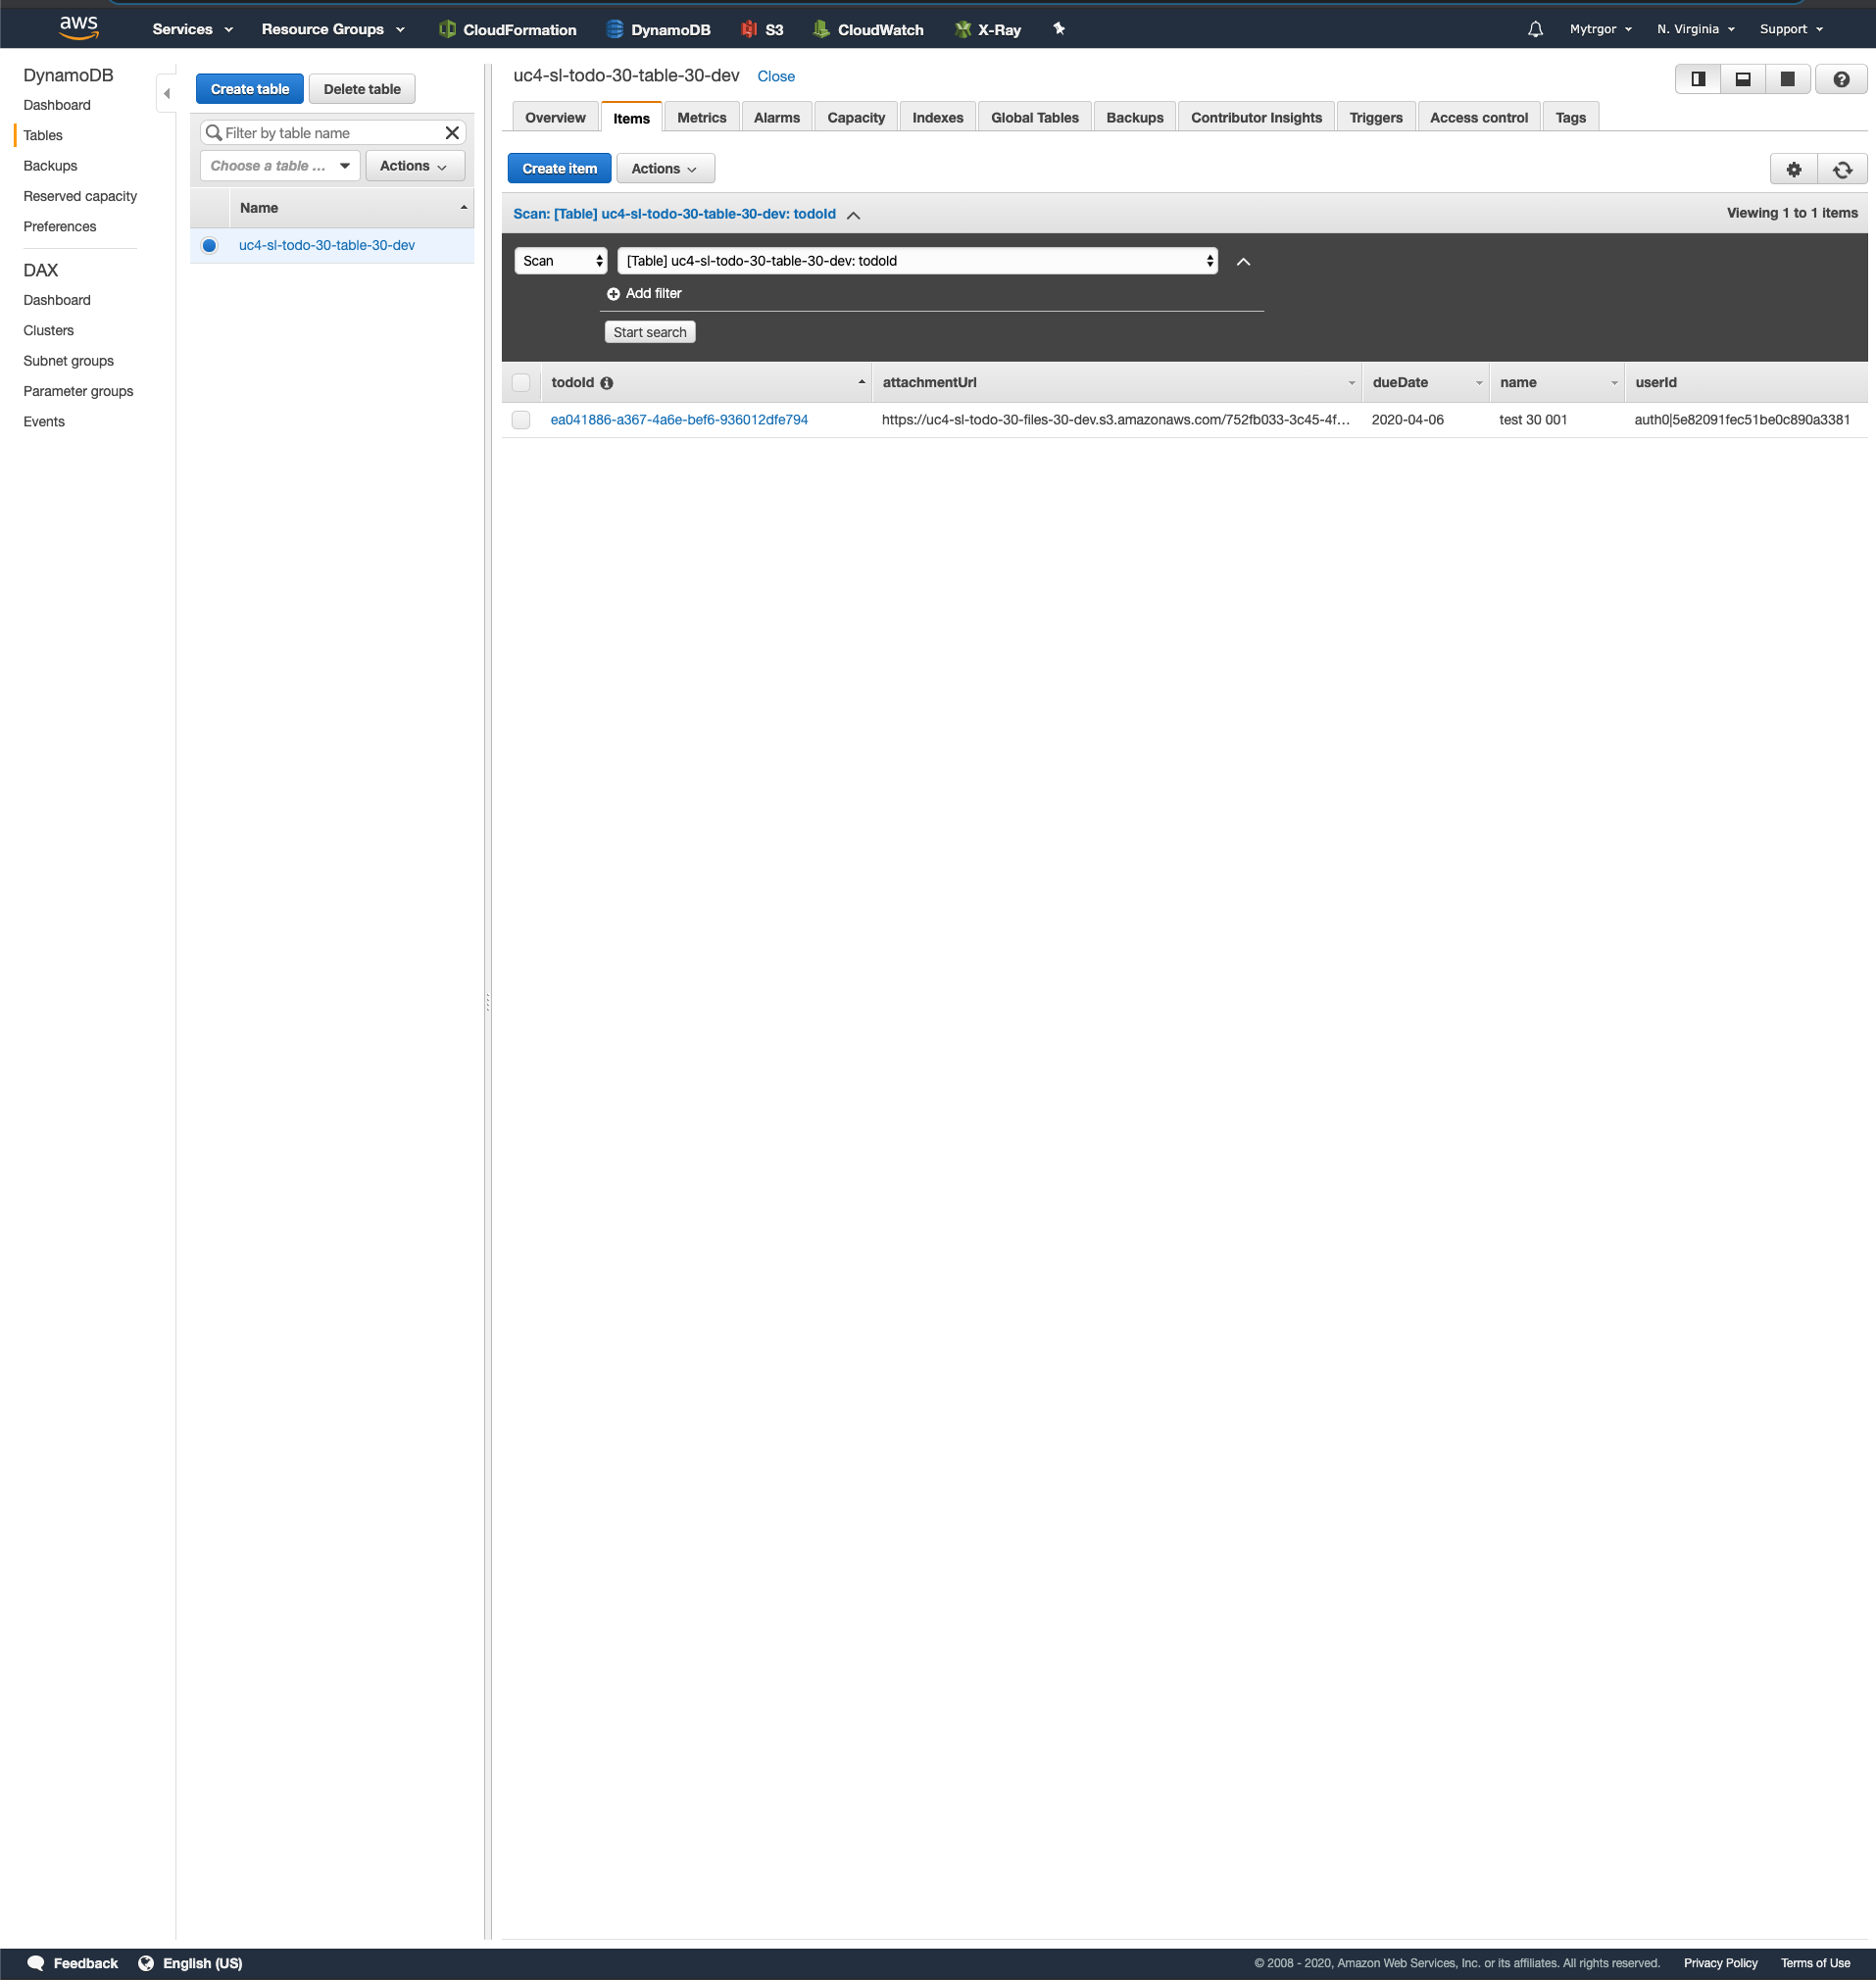 aws Services Resource Groups CloudFormation DynamoDB S3 CloudWatch X-Ray Mytrgor N. Virginia Support
DynamoDB
Dashboard
Tables
Backups
Reserved capacity
Preferences
DAX
Dashboard
Clusters
Subnet groups
Parameter groups
Events
Create table Delete table
Filter by table name
Choose a table ... Actions
Name
uc4-sl-todo-30-table-30-dev
uc4-sl-todo-30-table-30-dev Close
Overview Items Metrics Alarms Capacity Indexes Global Tables Backups Contributor Insights Triggers Access control Tags
Create item Actions
Scan: [Table] uc4-sl-todo-30-table-30-dev: todoId Viewing 1 to 1 items
Scan [Table] uc4-sl-todo-30-table-30-dev: todoId
Add filter
Start search
todoId attachmentUrl dueDate name userId
ea041886-a367-4a6e-bef6-936012dfe794 https://uc4-sl-todo-30-files-30-dev.s3.amazonaws.com/752fb033-3c45-4f... 2020-04-06 test 30 001 auth0|5e82091fec51be0c890a3381
Feedback English (US) © 2008 - 2020, Amazon Web Services, Inc. or its affiliates. All rights reserved. Privacy Policy Terms of Use